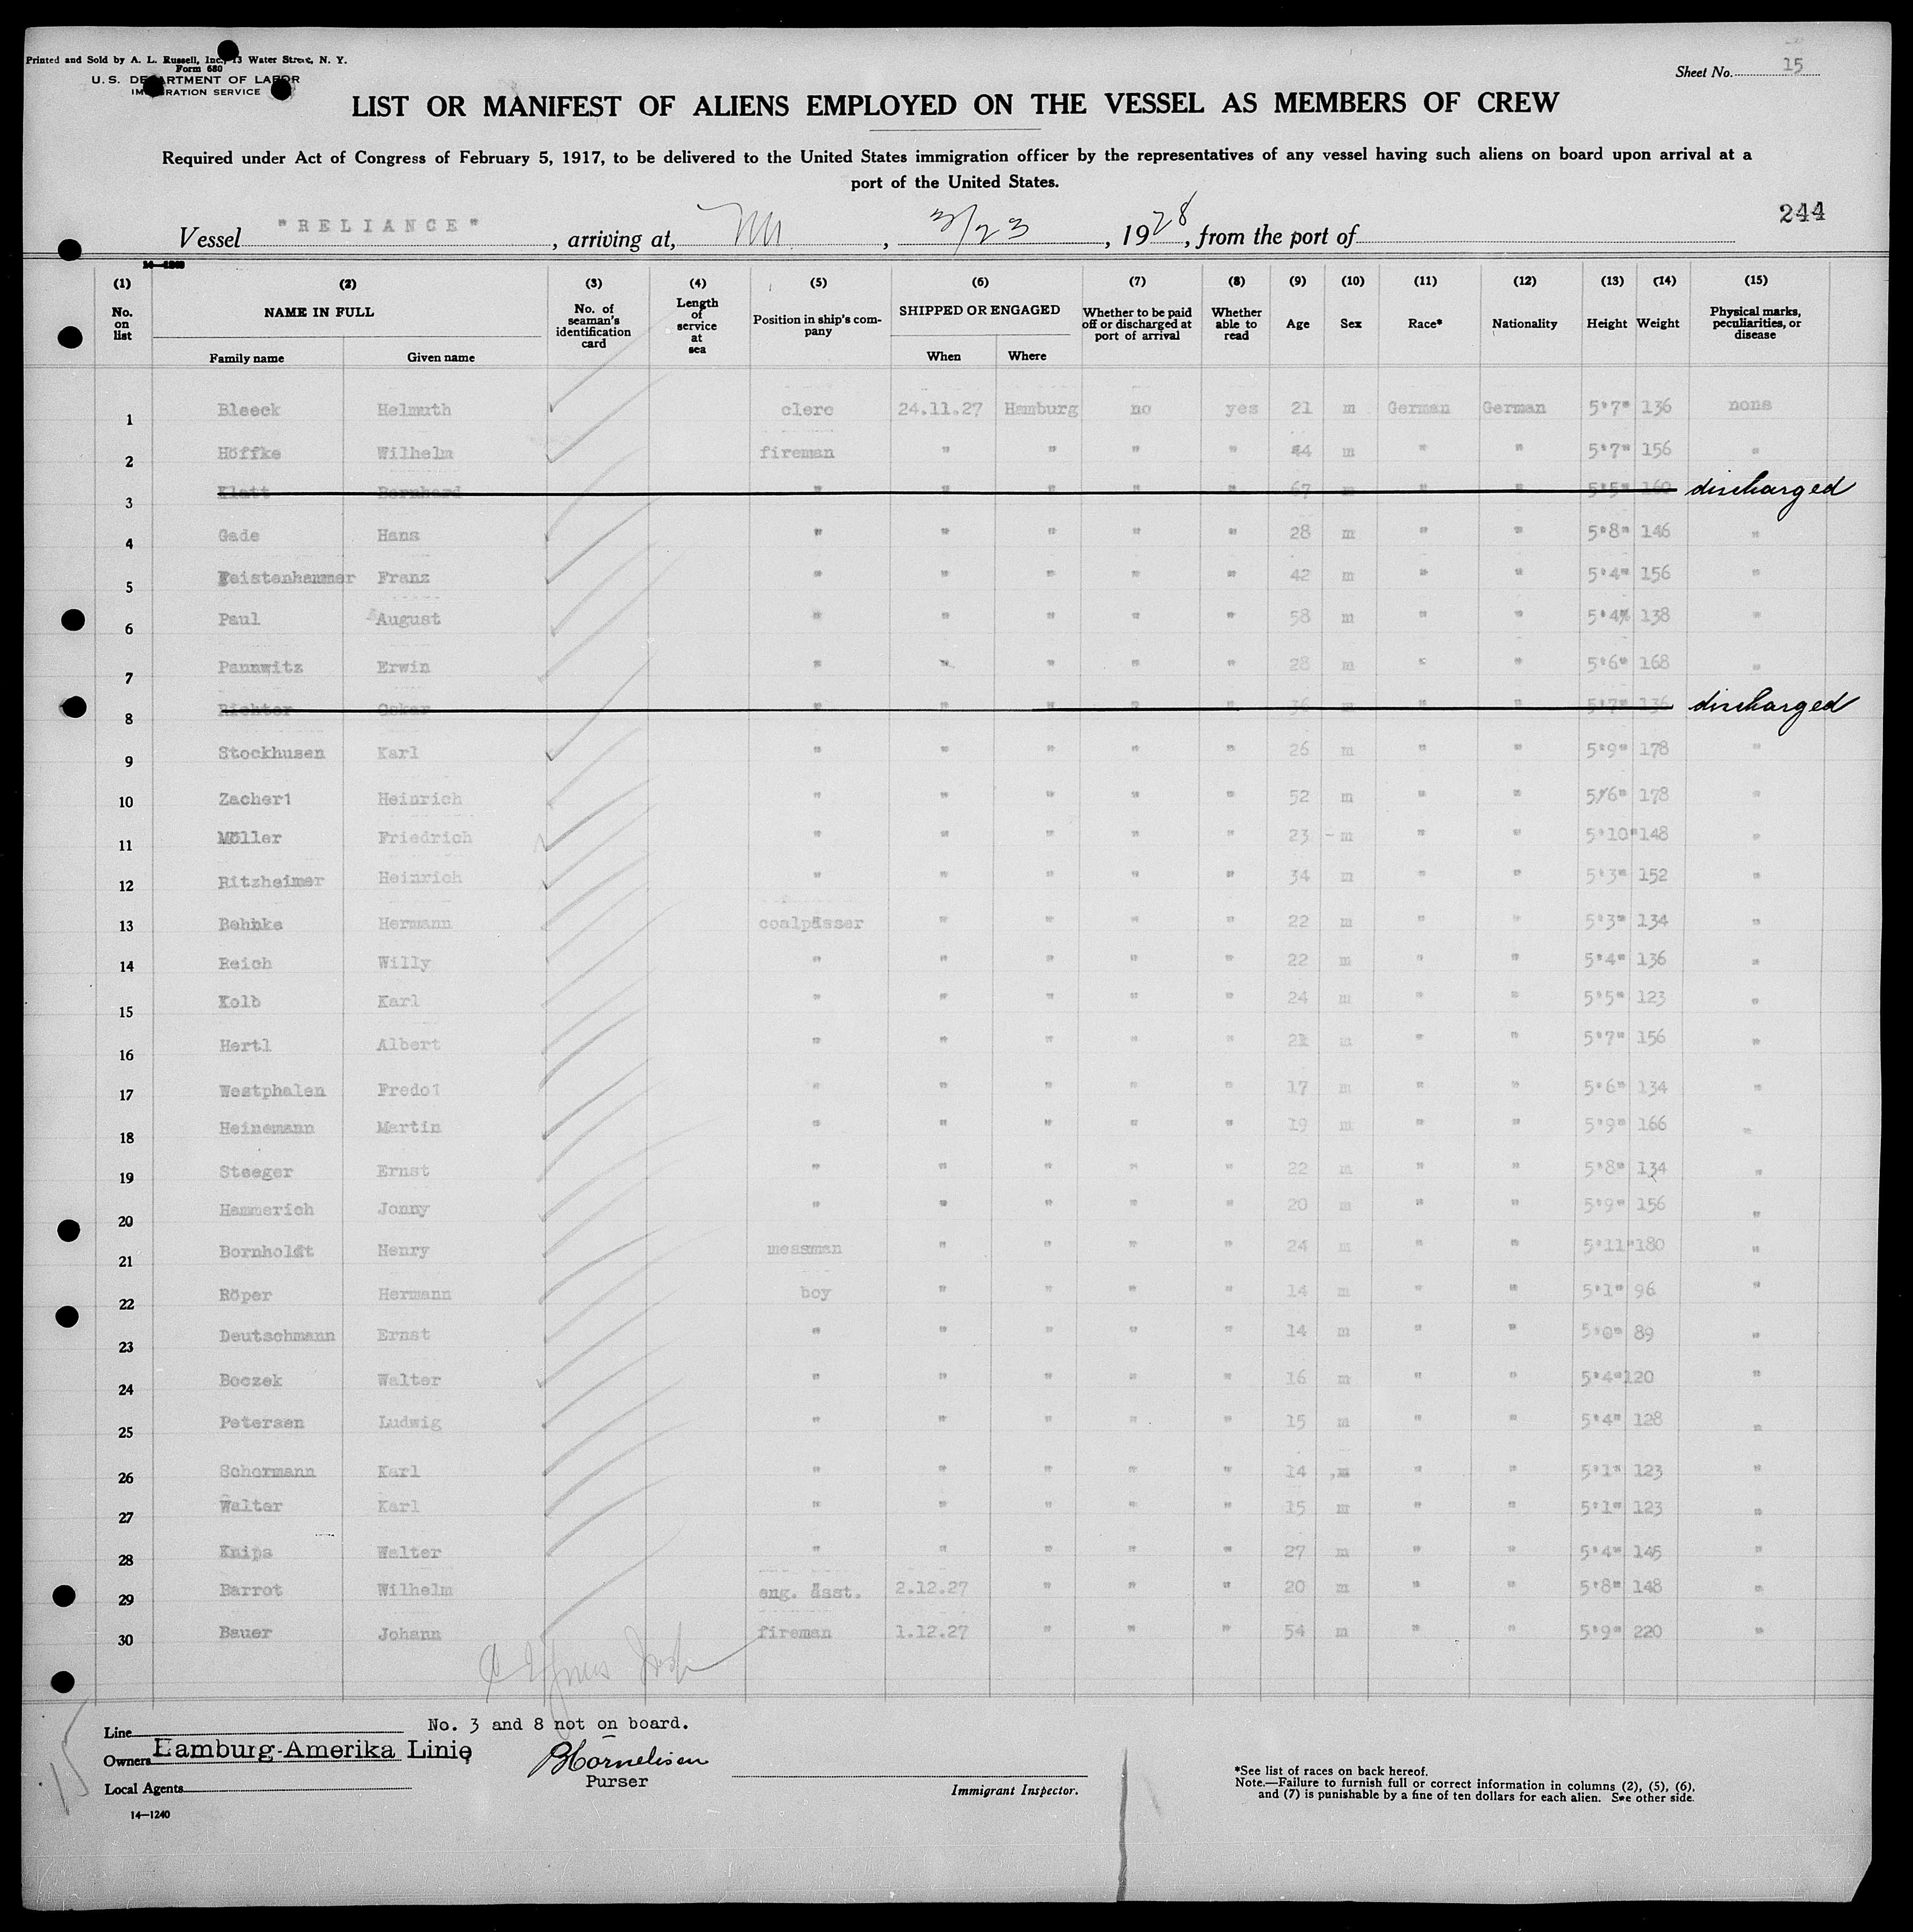 Printed and Sold by A. L. Russell, Inc., 13 Water Street, N. Y.
Form 680
U. S. DEPARTMENT OF LABOR
IMMIGRATION SERVICE
Sheet No. 15
LIST OR MANIFEST OF ALIENS EMPLOYED ON THE VESSEL AS MEMBERS OF CREW
Required under Act of Congress of February 5, 1917, to be delivered to the United States immigration officer by the representatives of any vessel having such aliens on board upon arrival at a
port of the United States.
244
Vessel "RELIANCE", arriving at, 3/23, 1928, from the port of
14—1240
(1) (2) (3) (4) (5) (6) (7) (8) (9) (10) (11) (12) (13) (14) (15)
No. on list NAME IN FULL Family name Given name No. of seaman's identification card Length of service at sea Position in ship's company SHIPPED OR ENGAGED When Where Whether to be paid off or discharged at port of arrival Whether able to read Age Sex Race* Nationality Height Weight Physical marks, peculiarities, or disease
1 Bleeck Helmuth clerc 24.11.27 Hamburg no yes 21 m German German 5'7" 136 none
2 Höffke Wilhelm fireman " " " " 44 m " " 5'7" 156 "
3 Klatt Bernhard " " " " " 67 m " " 5'5" 160 discharged
4 Gade Hans " " " " " 28 m " " 5'8" 146 "
5 Feistenhammer Franz " " " " " 42 m " " 5'4" 156 "
6 Paul August " " " " " 58 m " " 5'4" 138 "
7 Pannwitz Erwin " " " " " 28 m " " 5'6" 168 "
8 Richter Oskar " " " " " 36 m " " 5'7" 136 discharged
9 Stockhusen Karl " " " " " 26 m " " 5'9" 178 "
10 Zacherl Heinrich " " " " " 52 m " " 5'6" 178 "
11 Möller Friedrich " " " " " 23 m " " 5'10" 148 "
12 Ritzheimer Heinrich " " " " " 34 m " " 5'3" 152 "
13 Behnke Hermann coalpasser " " " " 22 m " " 5'3" 134 "
14 Reich Willy " " " " " 22 m " " 5'4" 136 "
15 Kolb Karl " " " " " 24 m " " 5'5" 123 "
16 Hertl Albert " " " " " 21 m " " 5'7" 156 "
17 Westphalen Fredol " " " " " 17 m " " 5'6" 134 "
18 Heinemann Martin " " " " " 19 m " " 5'9" 166 "
19 Steeger Ernst " " " " " 22 m " " 5'8" 134 "
20 Hammerich Jonny " " " " " 20 m " " 5'9" 156 "
21 Bornholdt Henry messman " " " " 24 m " " 5'11" 180 "
22 Röper Hermann boy " " " " 14 m " " 5'1" 96 "
23 Deutschmann Ernst " " " " " 14 m " " 5'0" 89 "
24 Boczek Walter " " " " " 16 m " " 5'4" 120 "
25 Petersen Ludwig " " " " " 15 m " " 5'4" 128 "
26 Schormann Karl " " " " " 14 m " " 5'1" 123 "
27 Walter Karl " " " " " 15 m " " 5'1" 123 "
28 Knips Walter " " " " " 27 m " " 5'4" 145 "
29 Barrot Wilhelm eng. asst. 2.12.27 " " " 20 m " " 5'8" 148 "
30 Bauer Johann fireman 1.12.27 " " " 54 m " " 5'9" 220 "
No. 3 and 8 not on board.
Line
Owners Hamburg-Amerika Linie
Local Agents
Cornelisen
Purser
Immigrant Inspector.
*See list of races on back hereof.
Note.—Failure to furnish full or correct information in columns (2), (5), (6),
and (7) is punishable by a fine of ten dollars for each alien. See other side.
14—1240
15